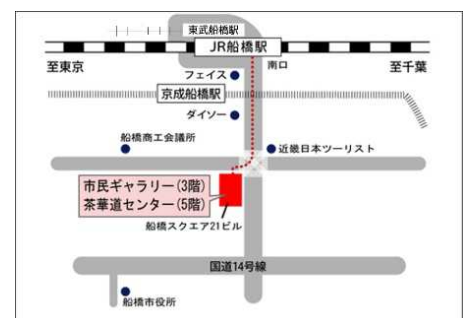 東武船橋駅
JR船橋駅
至東京
南口
至千葉
フェイス
京成船橋駅
ダイソー
船橋商工会議所
近畿日本ツーリスト
市民ギャラリー(3階)
茶華道センター(5階)
船橋スクエア21ビル
国道14号線
船橋市役所